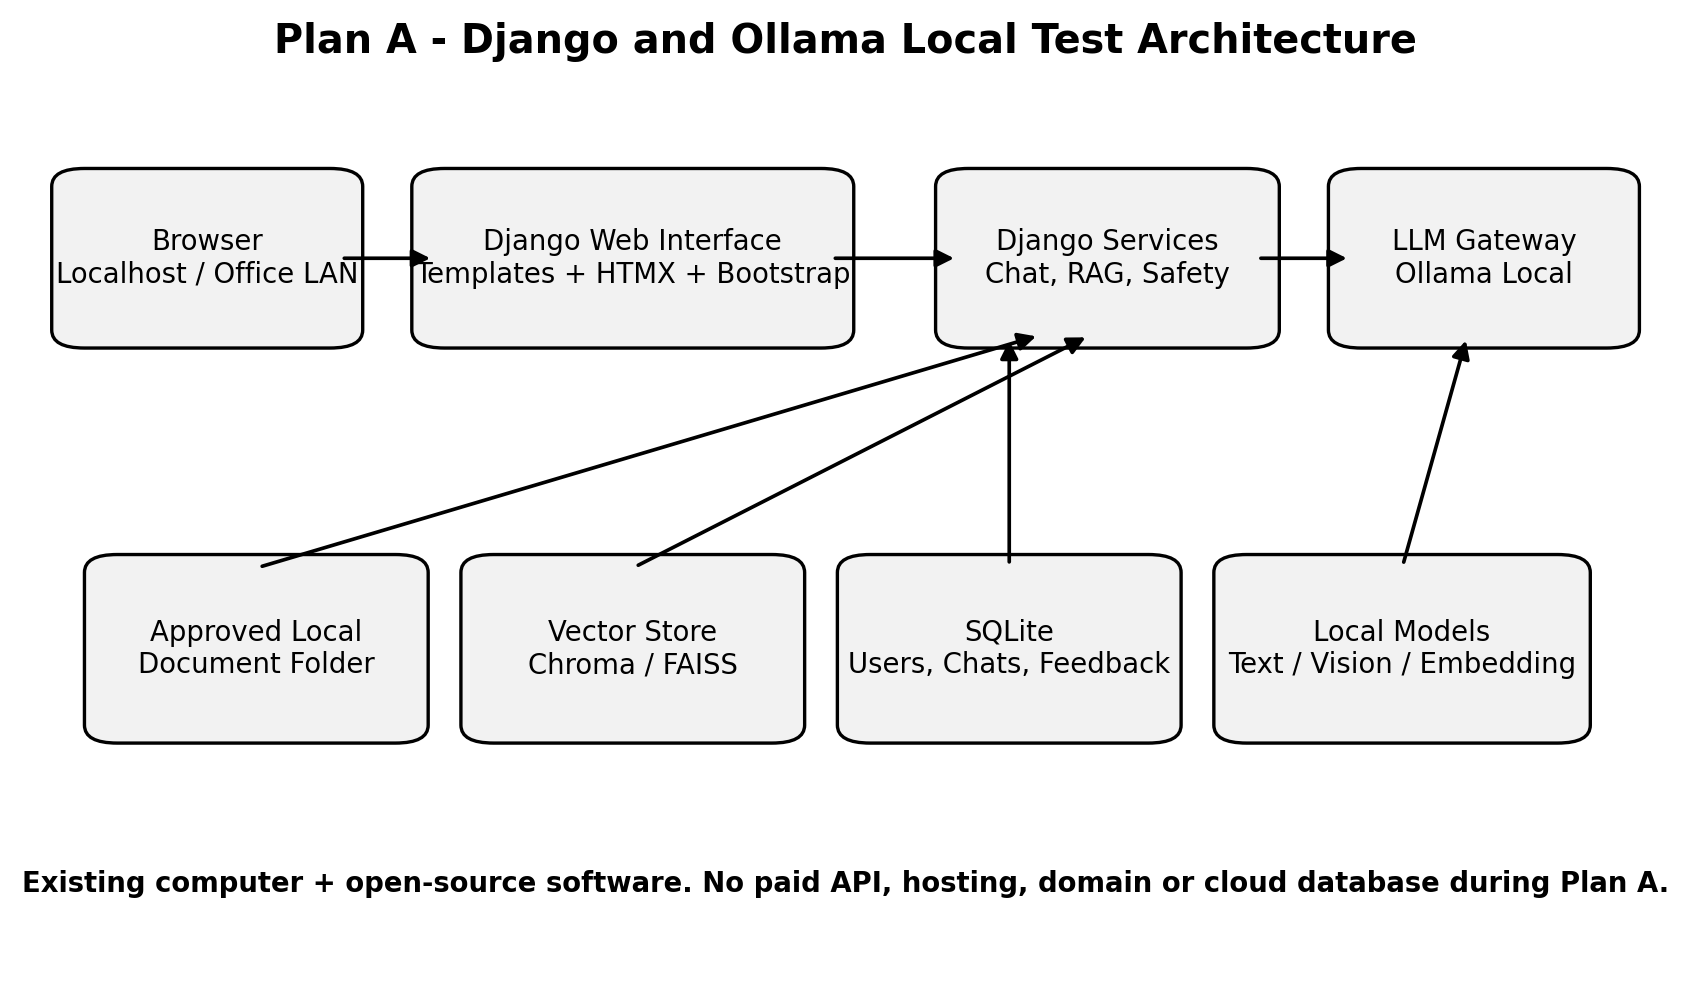 Plan A - Django and Ollama Local Test Architecture
Browser
Localhost / Office LAN
Django Web Interface
Templates + HTMX + Bootstrap
Django Services
Chat, RAG, Safety
LLM Gateway
Ollama Local
Approved Local
Document Folder
Vector Store
Chroma / FAISS
SQLite
Users, Chats, Feedback
Local Models
Text / Vision / Embedding
Existing computer + open-source software. No paid API, hosting, domain or cloud database during Plan A.